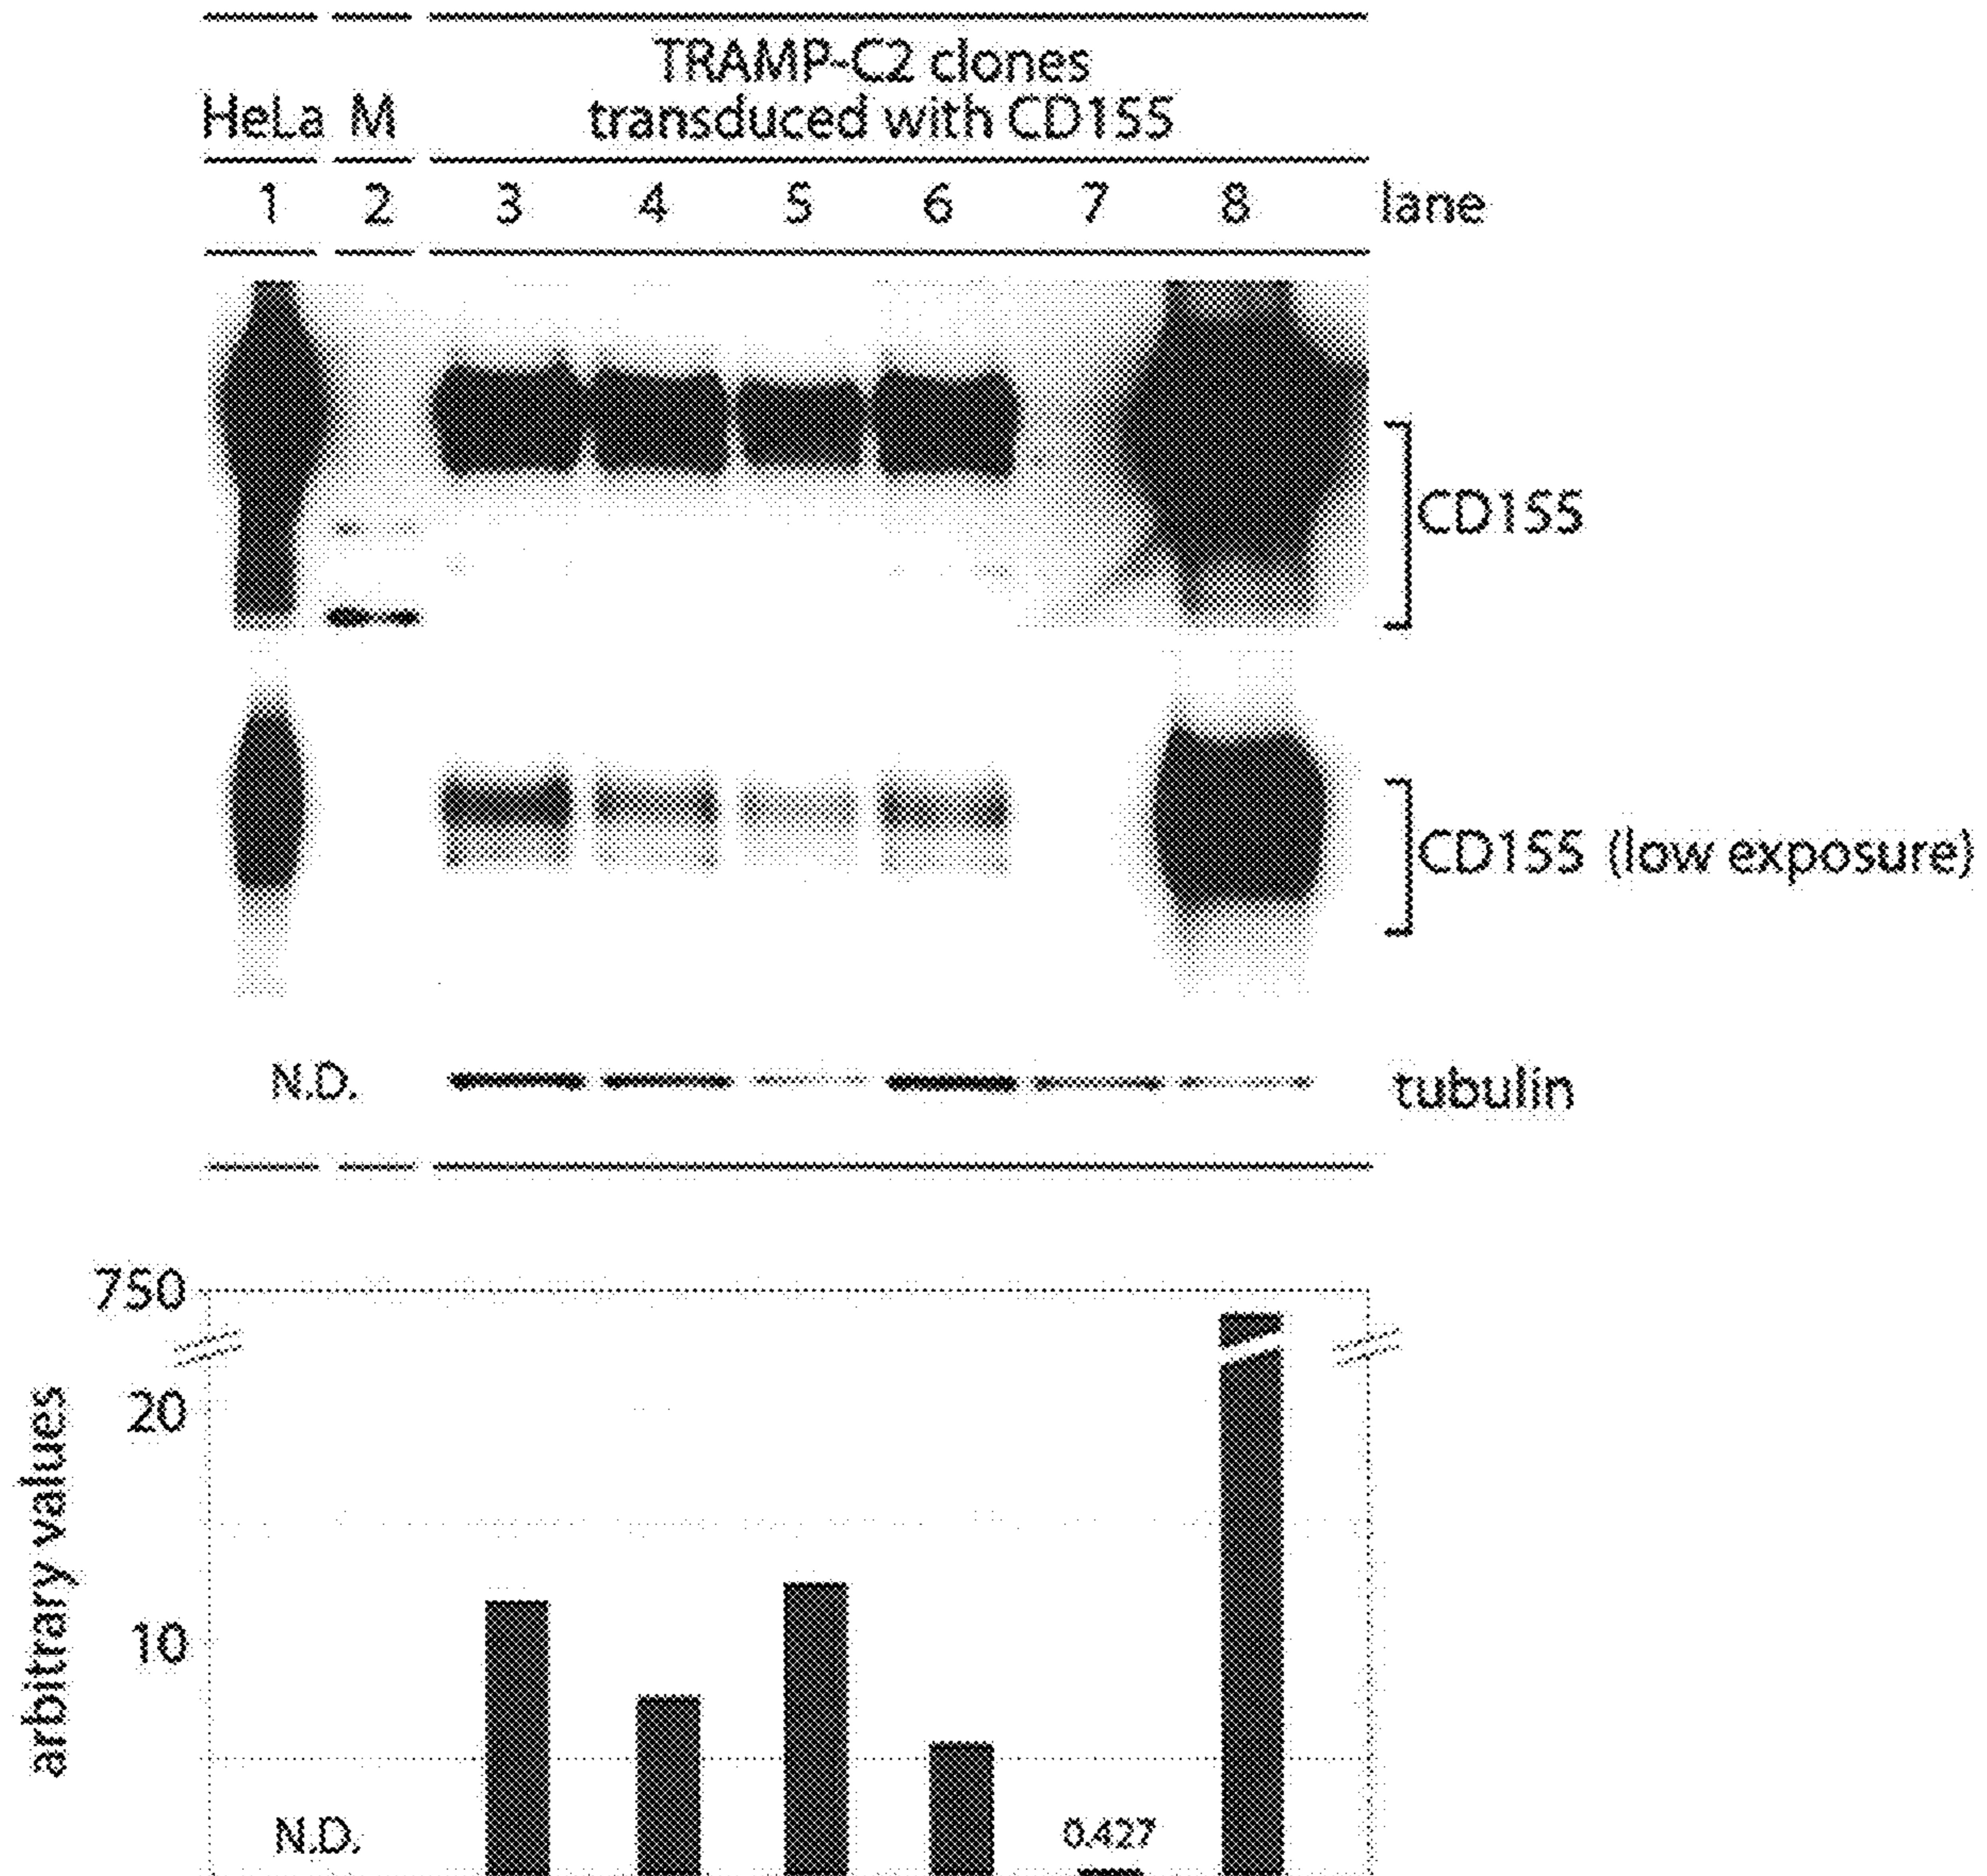 TRAMP-C2 clones
HeLa M transduced with CD155
1 2 3 4 5 6 7 8 lane
CD155
CD155 (low exposure)
N.D. tubulin
750
20
10
arbitrary values
N.D. 0.427